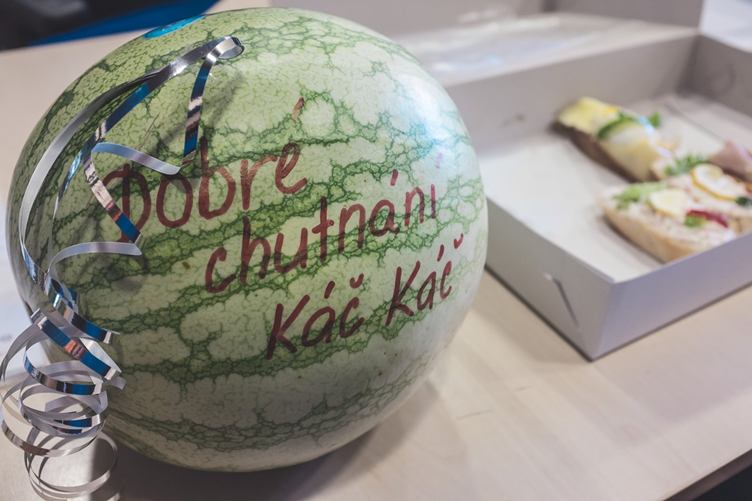 Dobré
chutnání
Káč Káč